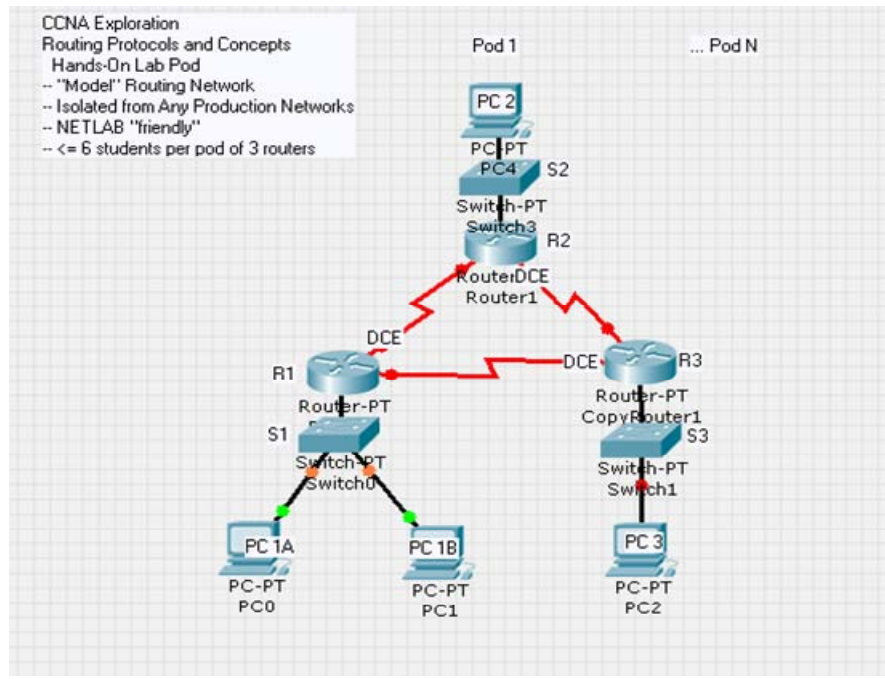 CCNA Exploration
Routing Protocols and Concepts
Hands-On Lab Pod
-- "Model" Routing Network
-- Isolated from Any Production Networks
-- NETLAB "friendly"
-- <= 6 students per pod of 3 routers
Pod 1
... Pod N
PC 2
PC-PT
PC4
S2
Switch-PT
Switch3
R2
DCE
Router1
DCE
R1
DCE
R3
Router-PT
Router-PT
CopyRouter1
S1
S3
Switch-PT
Switch0
Switch-PT
Switch1
PC 1A
PC 1B
PC 3
PC-PT
PC0
PC-PT
PC1
PC-PT
PC2